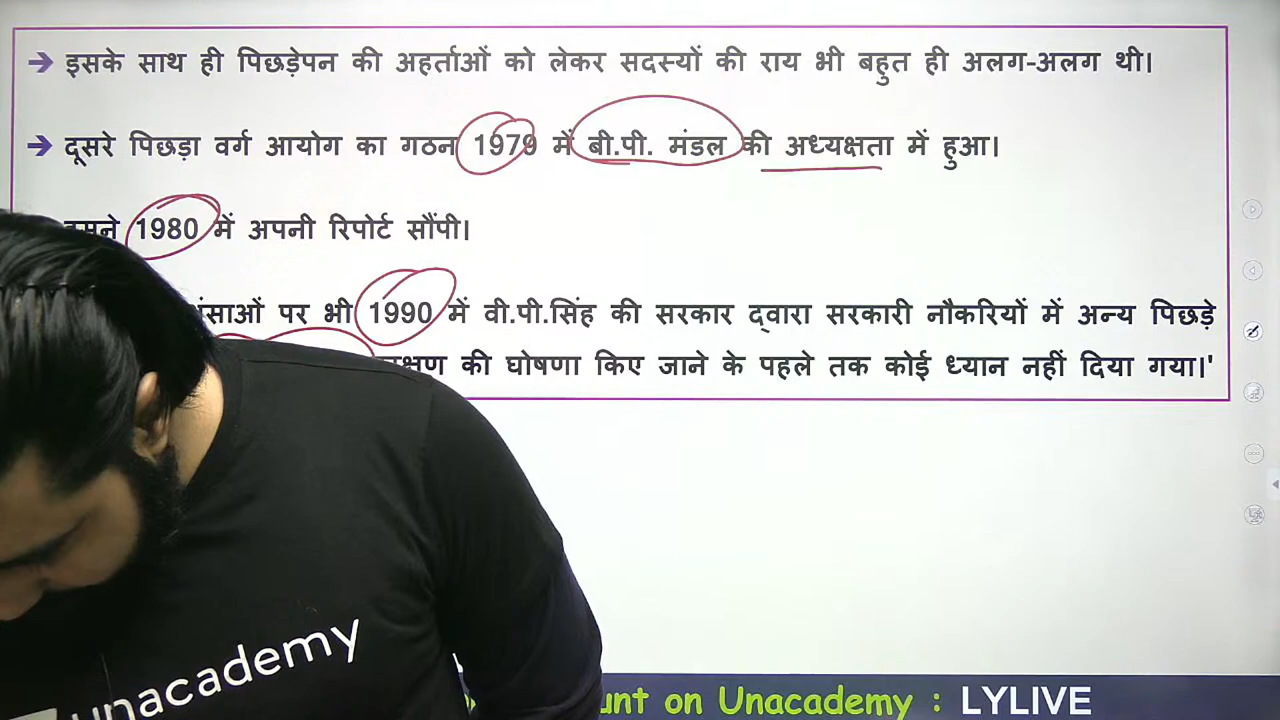 → इसके साथ ही पिछड़ेपन की अहर्ताओं को लेकर सदस्यों की राय भी बहुत ही अलग-अलग थी।
→ दूसरे पिछड़ा वर्ग आयोग का गठन 1979 में बी.पी. मंडल की अध्यक्षता में हुआ।
इसने 1980 में अपनी रिपोर्ट सौंपी।
पर भी 1990 में वी.पी.सिंह की सरकार द्वारा सरकारी नौकरियों में अन्य पिछड़े
की घोषणा किए जाने के पहले तक कोई ध्यान नहीं दिया गया।'
unacademy
on Unacademy : LYLIVE